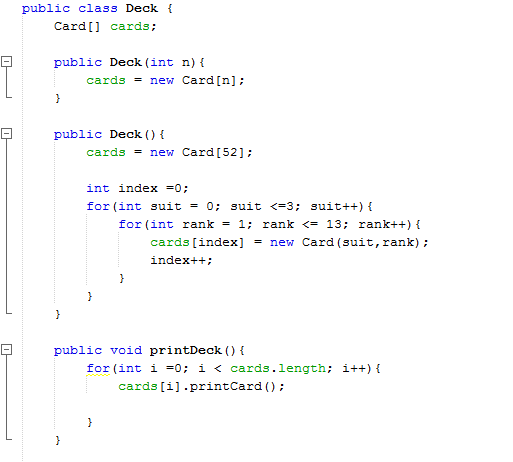 public class Deck {
Card[] cards;
public Deck(int n){
cards = new Card[n];
}
public Deck(){
cards = new Card[52];
int index =0;
for(int suit = 0; suit <=3; suit++){
for(int rank = 1; rank <= 13; rank++){
cards[index] = new Card(suit,rank);
index++;
}
}
}
public void printDeck(){
for(int i =0; i < cards.length; i++){
cards[i].printCard();
}
}